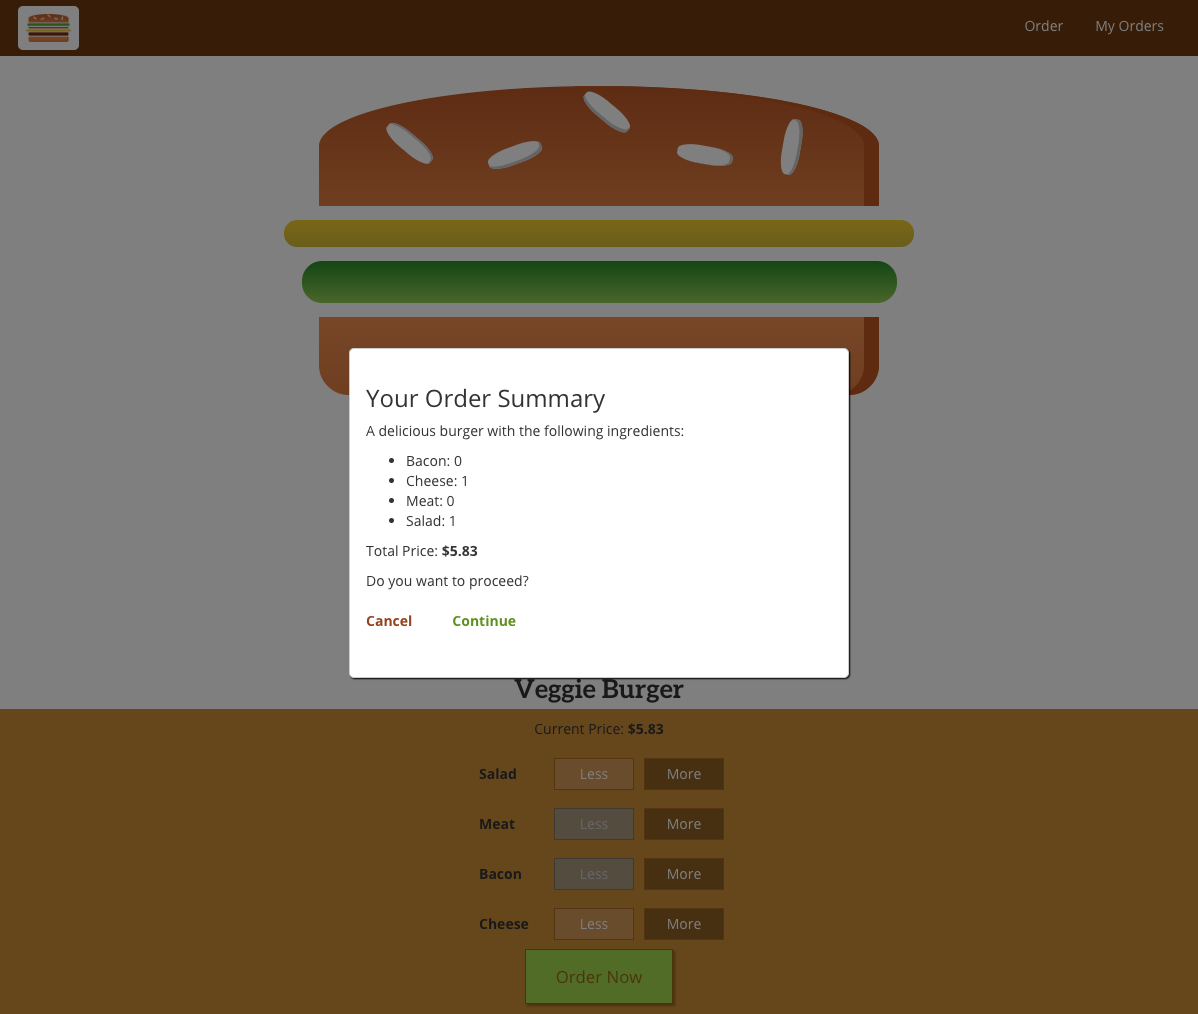 Order
My Orders
Your Order Summary
A delicious burger with the following ingredients:
Bacon: 0
Cheese: 1
Meat: 0
Salad: 1
Total Price: $5.83
Do you want to proceed?
Cancel Continue
Veggie Burger
Current Price: $5.83
Salad Less More
Meat Less More
Bacon Less More
Cheese Less More
Order Now